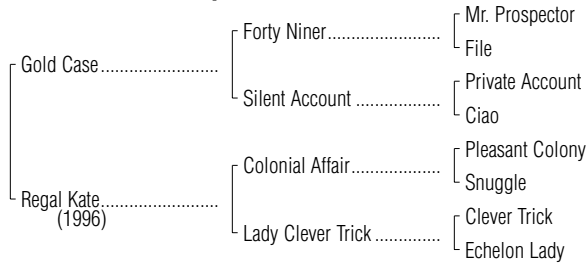 Mr. Prospector
Forty Niner
File
Gold Case
Private Account
Silent Account
Ciao
Pleasant Colony
Colonial Affair
Snuggle
Regal Kate
(1996)
Clever Trick
Lady Clever Trick
Echelon Lady